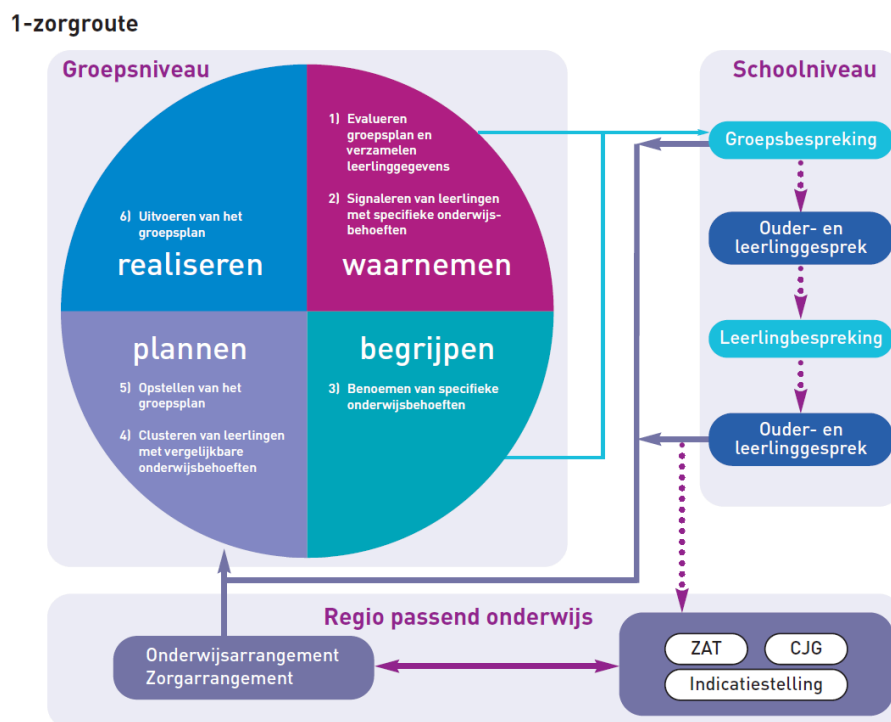 1-zorgroute
Groepsniveau
1) Evalueren
groepsplan en
verzamelen
leerlinggegevens
2) Signaleren van leerlingen
met specifieke onderwijs-
behoeften
waarnemen
6) Uitvoeren van het
groepsplan
realiseren
plannen
5) Opstellen van het
groepsplan
4) Clusteren van leerlingen
met vergelijkbare
onderwijsbehoeften
begrijpen
3) Benoemen van specifieke
onderwijsbehoeften
Schoolniveau
Groepsbespreking
Ouder- en
leerlinggesprek
Leerlingbespreking
Ouder- en
leerlinggesprek
Regio passend onderwijs
Onderwijsarrangement
Zorgarrangement
ZAT
CJG
Indicatiestelling